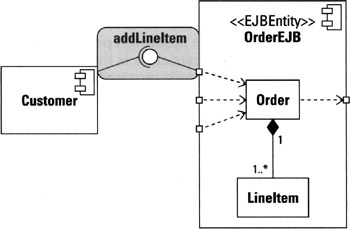 addLineItem
<<EJBEntity>>
OrderEJB
Customer
Order
1
1..*
LineItem